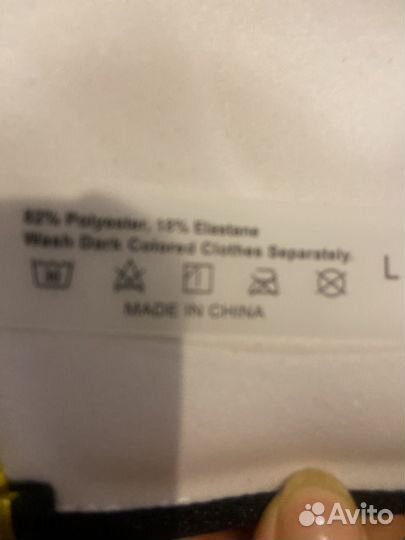 82% Polyester, 18% Elastane
Wash Dark Colored Clothes Separately.
L
MADE IN CHINA
Avito